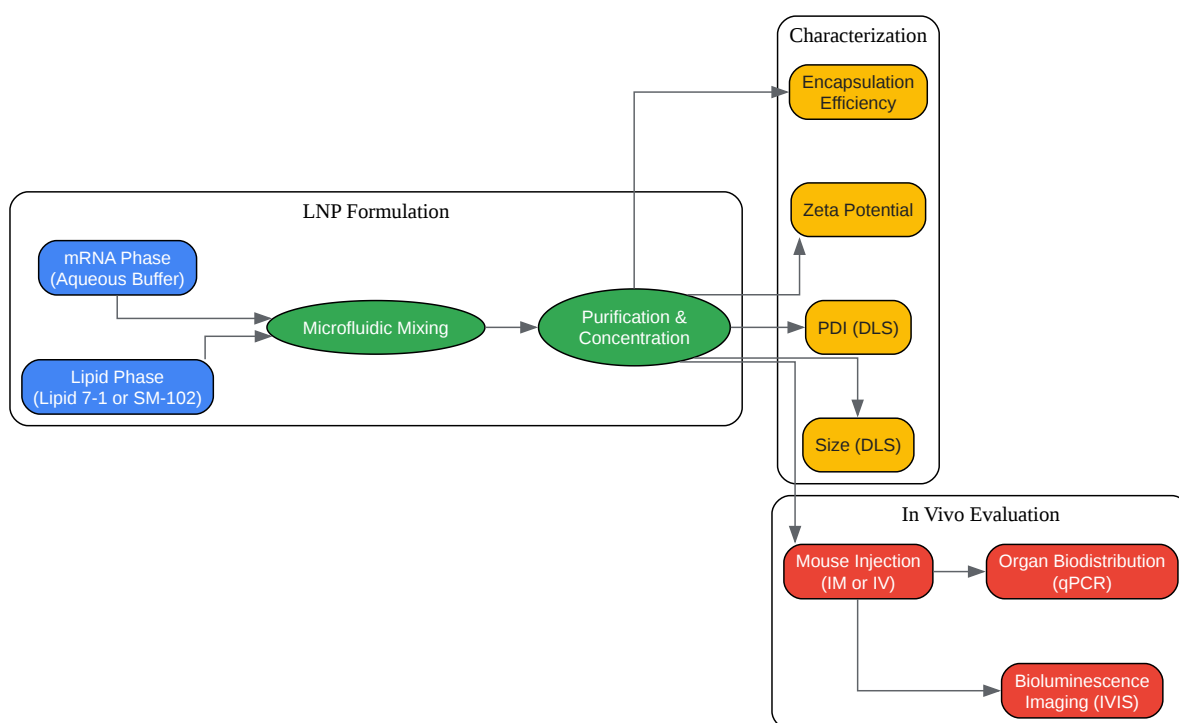 Characterization
Encapsulation
Efficiency
Zeta Potential
PDI (DLS)
Size (DLS)
LNP Formulation
mRNA Phase
(Aqueous Buffer)
Lipid Phase
(Lipid 7-1 or SM-102)
Microfluidic Mixing
Purification &
Concentration
In Vivo Evaluation
Mouse Injection
(IM or IV)
Organ Biodistribution
(qPCR)
Bioluminescence
Imaging (IVIS)